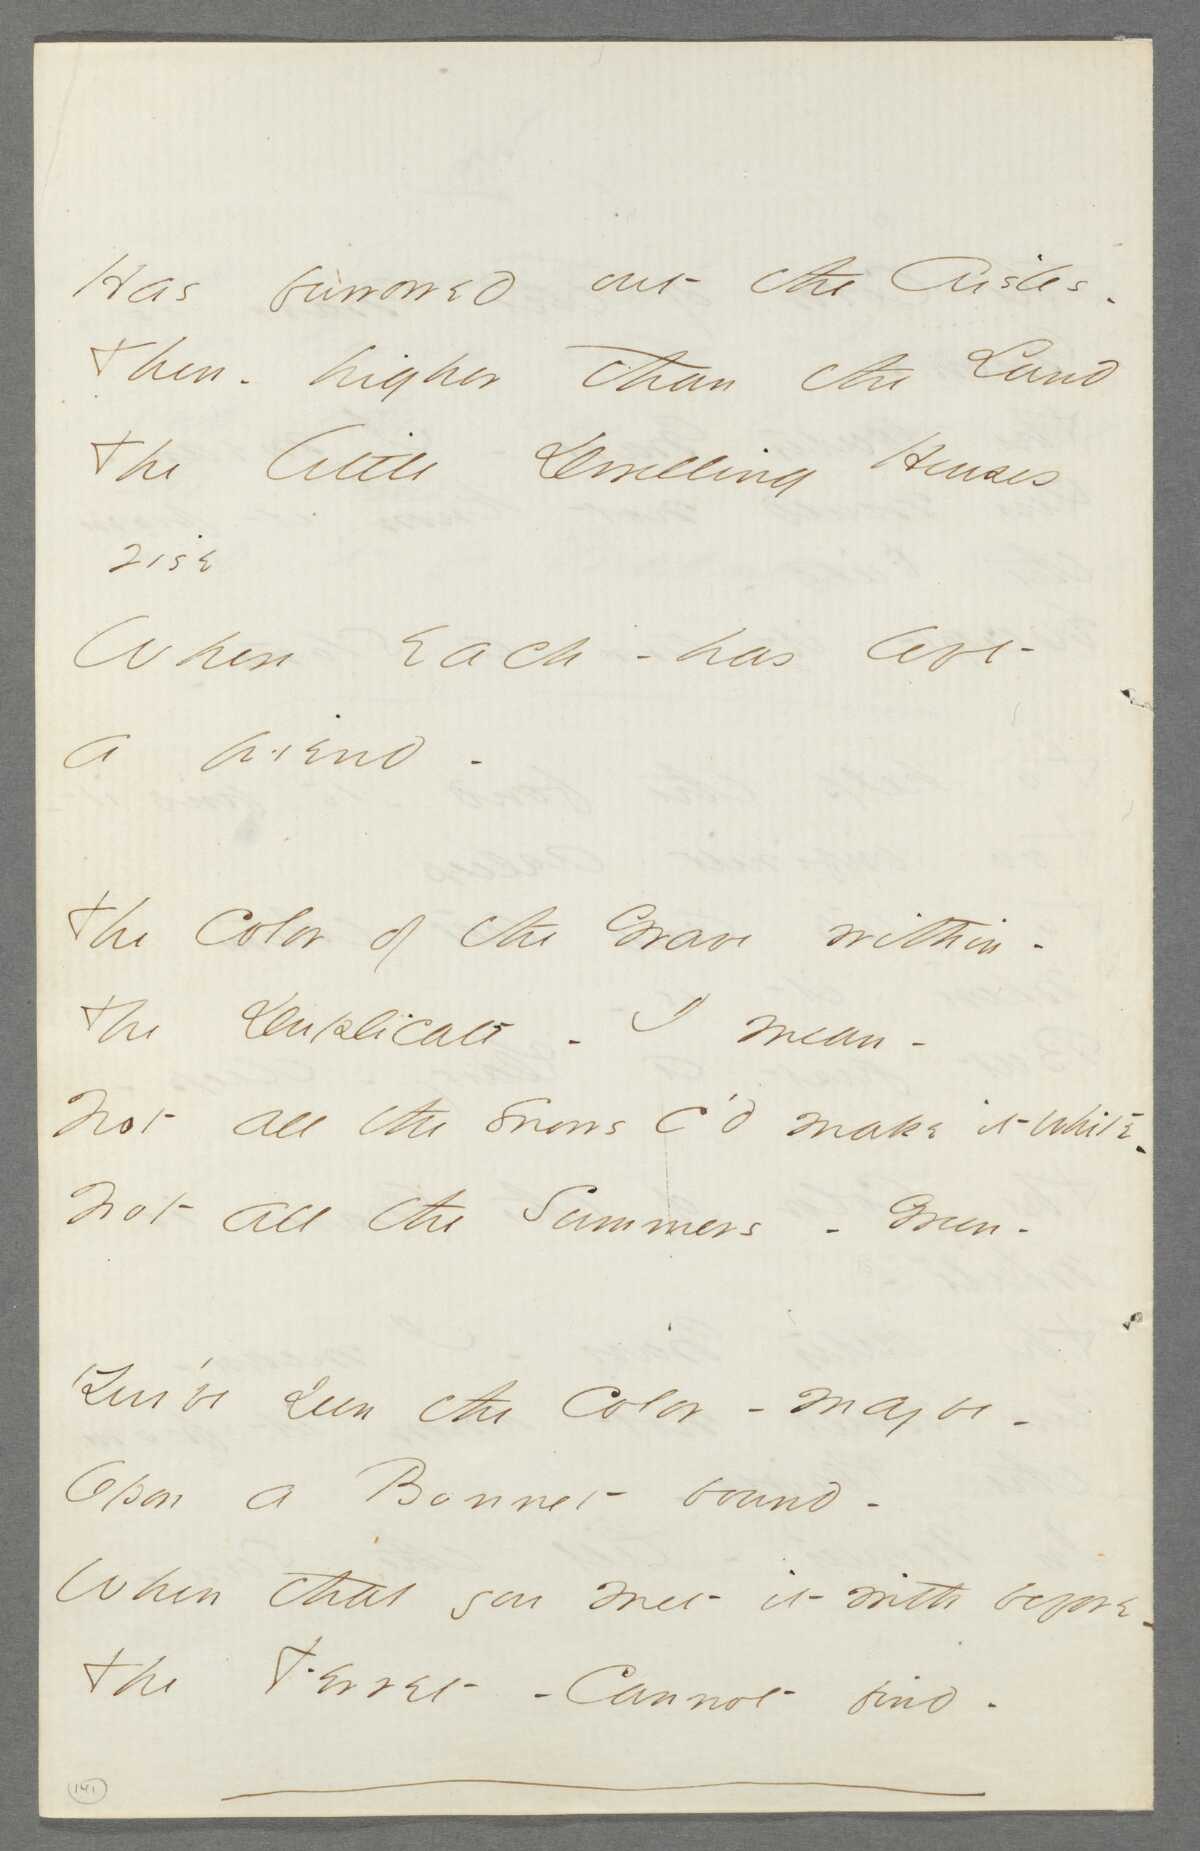 Has furrowed out the Aisles -
Then - higher than the Land
The little Dwelling Houses
rise
Where Each - has left
a friend -
The Color of the Grave within -
The Duplicate - I mean -
Not all the Snows c'd make it White -
Not all the Summers - Green -
You've seen the Color - maybe -
Upon a Bonnet bound -
When that you met it with before -
The Ferret - Cannot find -
141